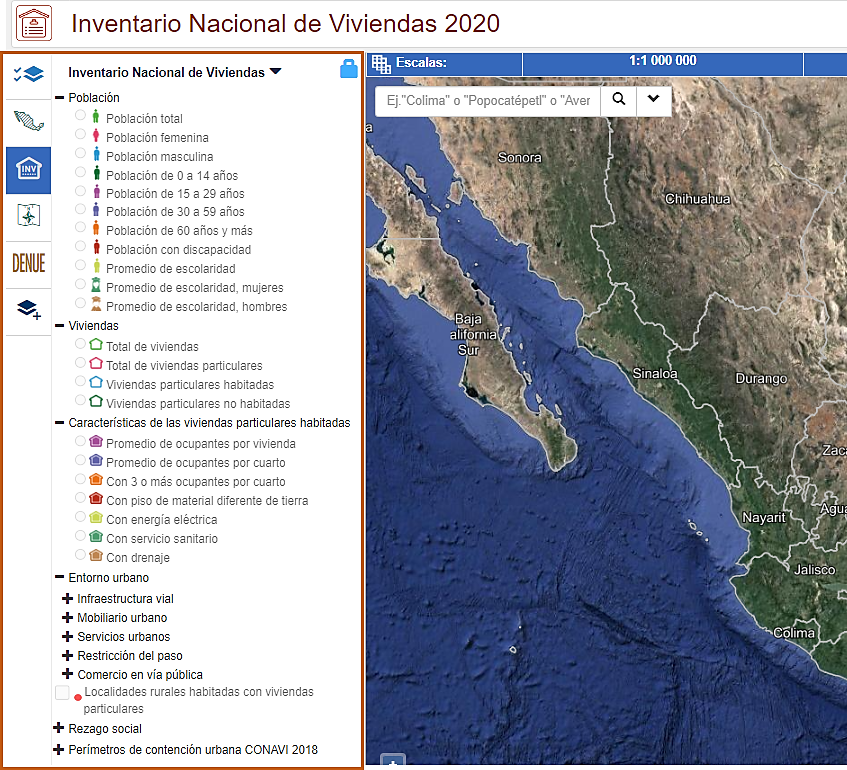 Inventario Nacional de Viviendas 2020
Inventario Nacional de Viviendas
Población
Población total
Población femenina
Población masculina
Población de 0 a 14 años
Población de 15 a 29 años
Población de 30 a 59 años
Población de 60 años y más
Población con discapacidad
Promedio de escolaridad
Promedio de escolaridad, mujeres
Promedio de escolaridad, hombres
Viviendas
Total de viviendas
Total de viviendas particulares
Viviendas particulares habitadas
Viviendas particulares no habitadas
Características de las viviendas particulares habitadas
Promedio de ocupantes por vivienda
Promedio de ocupantes por cuarto
Con 3 o más ocupantes por cuarto
Con piso de material diferente de tierra
Con energía eléctrica
Con servicio sanitario
Con drenaje
Entorno urbano
Infraestructura vial
Mobiliario urbano
Servicios urbanos
Restricción del paso
Comercio en vía pública
Localidades rurales habitadas con viviendas
particulares
Rezago social
Perímetros de contención urbana CONAVI 2018
INV
DENUE
Escalas:
1:1 000 000
Ej."Colima" o "Popocatépetl" o "Aver
a
Sonora
Chihuahua
Baja
alifornia
Sur
Sinaloa
Durango
Zaca
Agua
Nayarit
Jalisco
Colima